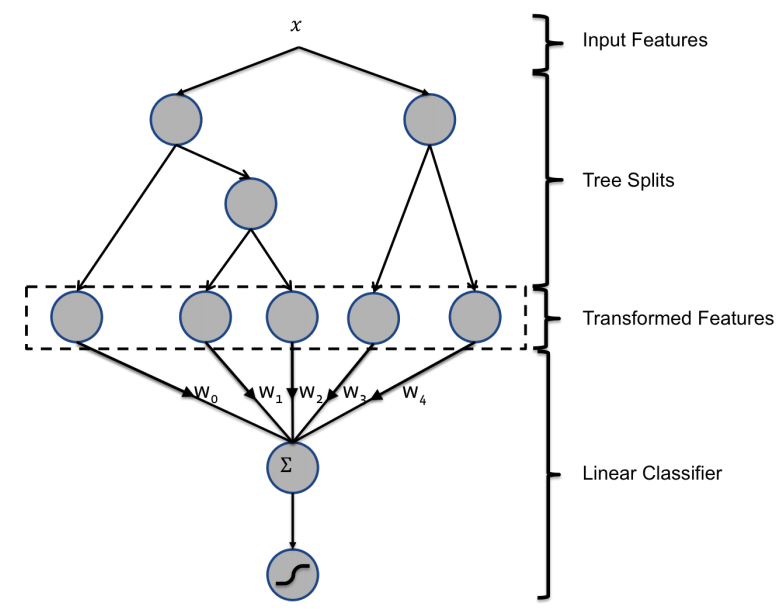 x
Input Features
Tree Splits
Transformed Features
W₀ W₁ W₂ W₃ W₄
Σ
Linear Classifier